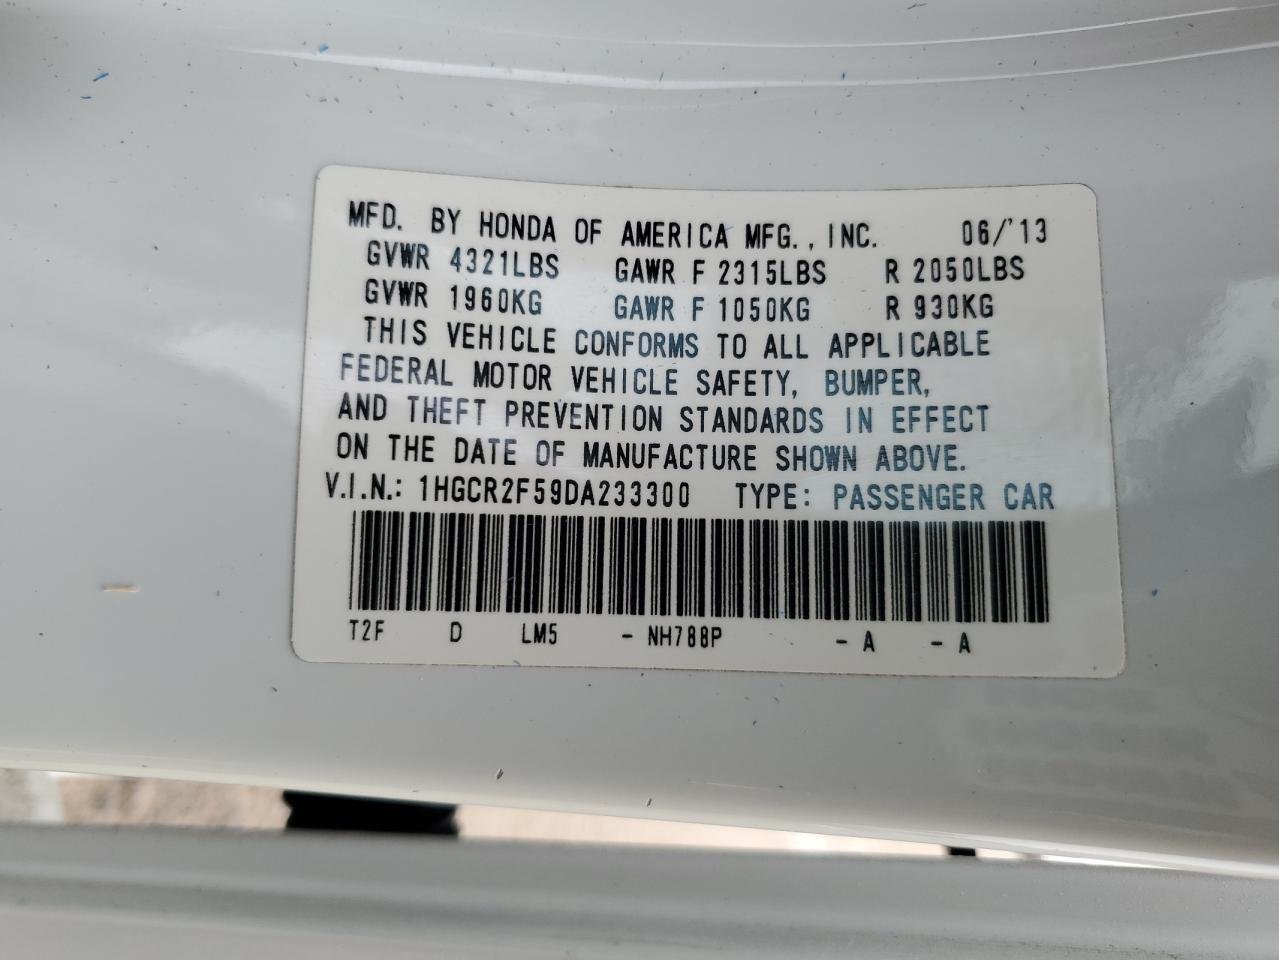 MFD. BY HONDA OF AMERICA MFG., INC. 06/'13
GVWR 4321LBS GAWR F 2315LBS R 2050LBS
GVWR 1960KG GAWR F 1050KG R 930KG
THIS VEHICLE CONFORMS TO ALL APPLICABLE
FEDERAL MOTOR VEHICLE SAFETY, BUMPER,
AND THEFT PREVENTION STANDARDS IN EFFECT
ON THE DATE OF MANUFACTURE SHOWN ABOVE.
V.I.N.: 1HGCR2F59DA233300 TYPE: PASSENGER CAR
T2F D LM5 - NH788P - A - A